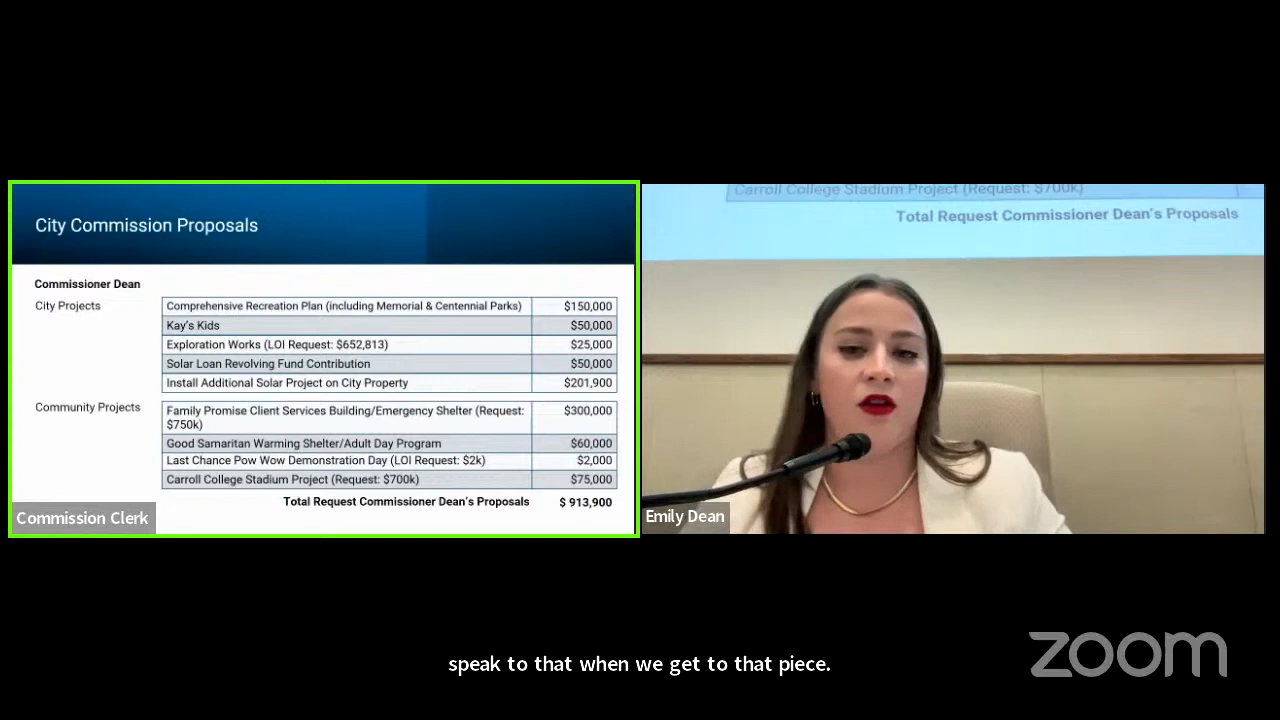 City Commission Proposals
Commissioner Dean
City Projects
Comprehensive Recreation Plan (including Memorial & Centennial Parks) $150,000
Kay's Kids $50,000
Exploration Works (LOI Request: $652,813) $25,000
Solar Loan Revolving Fund Contribution $50,000
Install Additional Solar Project on City Property $201,900
Community Projects
Family Promise Client Services Building/Emergency Shelter (Request: $300,000
$750k)
Good Samaritan Warming Shelter/Adult Day Program $60,000
Last Chance Pow Wow Demonstration Day (LOI Request: $2k) $2,000
Carroll College Stadium Project (Request: $700k) $75,000
Total Request Commissioner Dean's Proposals $ 913,900
Commission Clerk
Carroll College Stadium Project (Request: $700k)
Total Request Commissioner Dean's Proposals
Emily Dean
speak to that when we get to that piece.
zoom